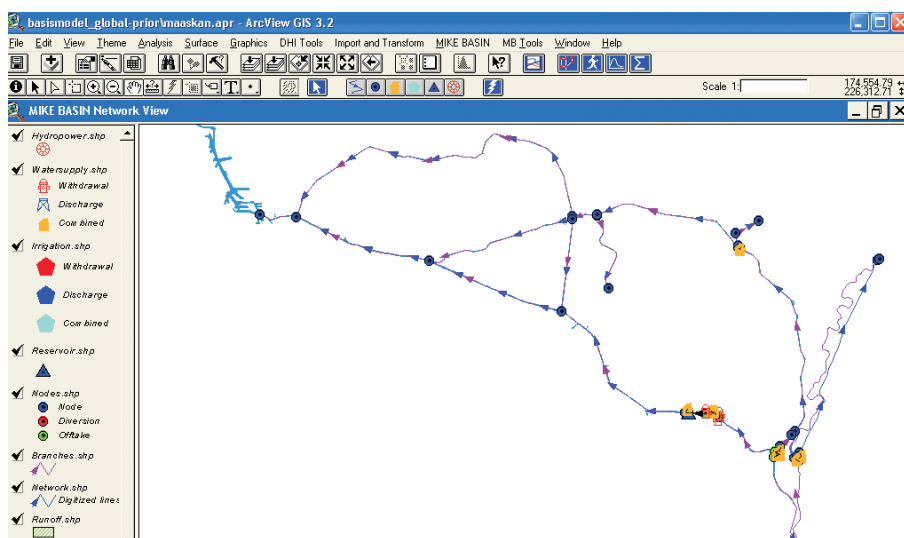 basismodel_global-prior\maaskan.apr - ArcView GIS 3.2
File Edit View Theme Analysis Surface Graphics DHI Tools Import and Transform MIKE BASIN MB Tools Window Help
Scale 1:
174,554.79
226,312.71
MIKE BASIN Network View
Hydropower.shp
Watersupply.shp
Withdrawal
Discharge
Combined
Irrigation.shp
Withdrawal
Discharge
Combined
Reservoir.shp
Nodes.shp
Node
Diversion
Offtake
Branches.shp
Network.shp
Digitized lines
Runoff.shp